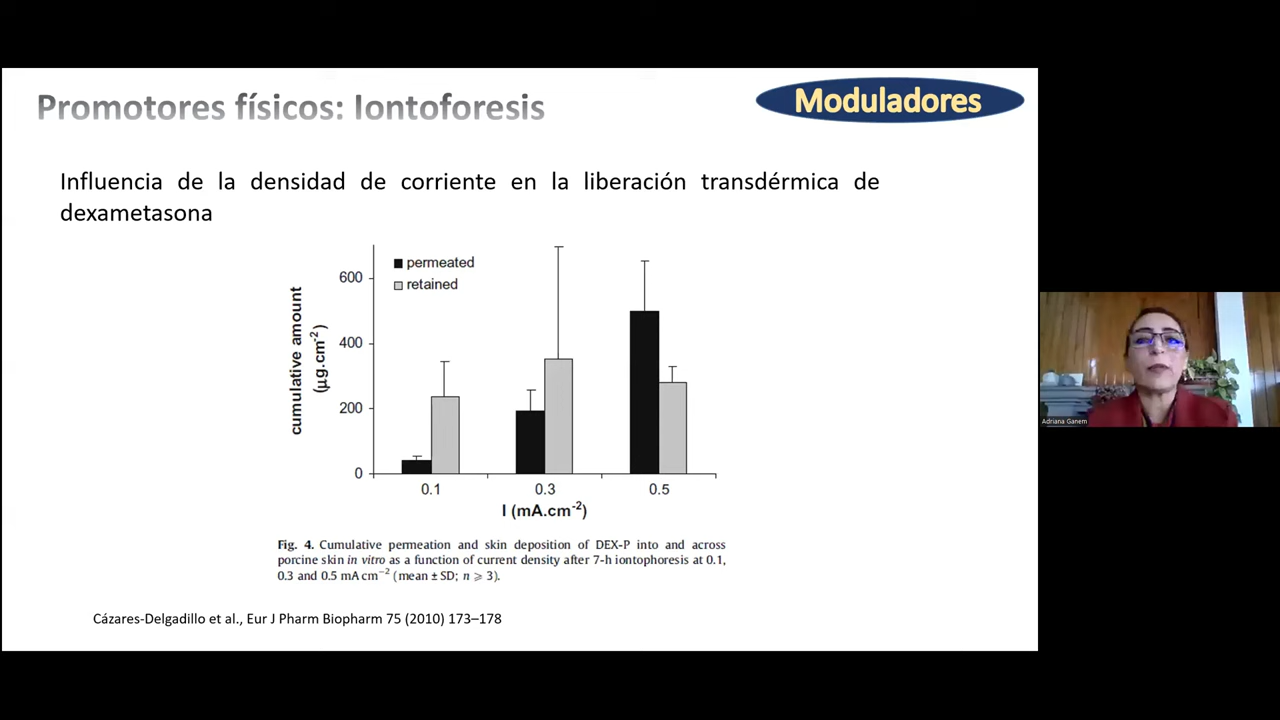 Promotores físicos: Iontoforesis
Moduladores
Influencia de la densidad de corriente en la liberación transdérmica de
dexametasona
permeated
retained
cumulative amount
(µg.cm⁻²)
600
400
200
0
0.1
0.3
0.5
I (mA.cm⁻²)
Fig. 4. Cumulative permeation and skin deposition of DEX-P into and across
porcine skin in vitro as a function of current density after 7-h iontophoresis at 0.1,
0.3 and 0.5 mA cm⁻² (mean ± SD; n ⩾ 3).
Cázares-Delgadillo et al., Eur J Pharm Biopharm 75 (2010) 173–178
Adriana Ganem